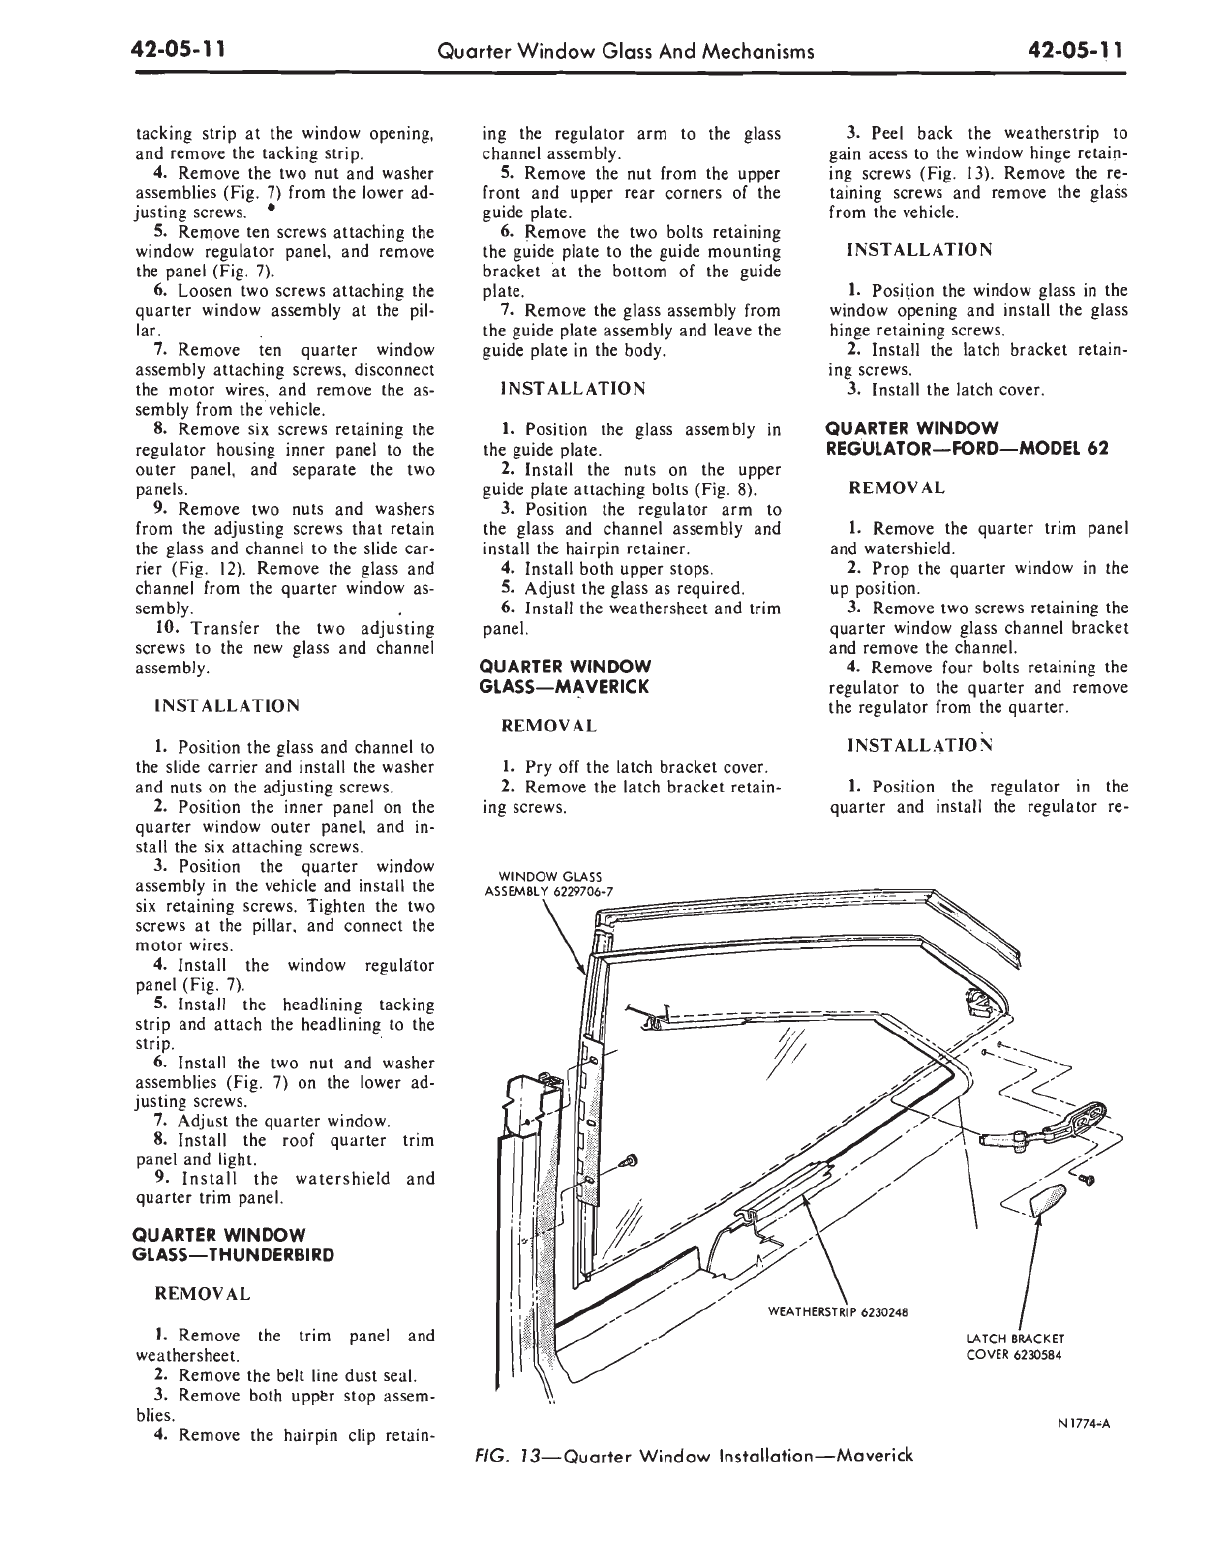 42-05-11
Quarter Window Glass And Mechanisms
42-05-11
tacking strip at the window opening,
and remove the tacking strip.
4. Remove the two nut and washer
assemblies (Fig. 7) from the lower ad-
justing screws.
5. Remove ten screws attaching the
window regulator panel, and remove
the panel (Fig. 7).
6. Loosen two screws attaching the
quarter window assembly at the pil-
lar.
7. Remove ten quarter window
assembly attaching screws, disconnect
the motor wires, and remove the as-
sembly from the vehicle.
8. Remove six screws retaining the
regulator housing inner panel to the
outer panel, and separate the two
panels.
9. Remove two nuts and washers
from the adjusting screws that retain
the glass and channel to the slide car-
rier (Fig. 12). Remove the glass and
channel from the quarter window as-
sembly.
10. Transfer the two adjusting
screws to the new glass and channel
assembly.
INSTALLATION
1. Position the glass and channel to
the slide carrier and install the washer
and nuts on the adjusting screws.
2. Position the inner panel on the
quarter window outer panel, and in-
stall the six attaching screws.
3. Position the quarter window
assembly in the vehicle and install the
six retaining screws. Tighten the two
screws at the pillar, and connect the
motor wires.
4. Install the window regulator
panel (Fig. 7).
5. Install the headlining tacking
strip and attach the headlining to the
strip.
6. Install the two nut and washer
assemblies (Fig. 7) on the lower ad-
justing screws.
7. Adjust the quarter window.
8. Install the roof quarter trim
panel and light.
9. Install the watershield and
quarter trim panel.
QUARTER WINDOW
GLASS—THUNDERBIRD
REMOVAL
1. Remove the trim panel and
weathersheet.
2. Remove the belt line dust seal.
3. Remove both upper stop assem-
blies.
4. Remove the hairpin clip retain-
ing the regulator arm to the glass
channel assembly.
5. Remove the nut from the upper
front and upper rear corners of the
guide plate.
6. Remove the two bolts retaining
the guide plate to the guide mounting
bracket at the bottom of the guide
plate.
7. Remove the glass assembly from
the guide plate assembly and leave the
guide plate in the body.
INSTALLATION
1. Position the glass assembly in
the guide plate.
2. Install the nuts on the upper
guide plate attaching bolts (Fig. 8).
3. Position the regulator arm to
the glass and channel assembly and
install the hairpin retainer.
4. Install both upper stops.
5. Adjust the glass as required.
6. Install the weathersheet and trim
panel.
QUARTER WINDOW
GLASS—MAVERICK
REMOVAL
1. Pry off the latch bracket cover.
2. Remove the latch bracket retain-
ing screws.
3. Peel back the weatherstrip to
gain acess to the window hinge retain-
ing screws (Fig. 13). Remove the re-
taining screws and remove the glass
from the vehicle.
INSTALLATION
1. Position the window glass in the
window opening and install the glass
hinge retaining screws.
2. Install the latch bracket retain-
ing screws.
3. Install the latch cover.
QUARTER WINDOW
REGULATOR—FORD—MODEL 62
REMOVAL
1. Remove the quarter trim panel
and watershield.
2. Prop the quarter window in the
up position.
3. Remove two screws retaining the
quarter window glass channel bracket
and remove the channel.
4. Remove four bolts retaining the
regulator to the quarter and remove
the regulator from the quarter.
INSTALLATION
1. Position the regulator in the
quarter and install the regulator re-
WINDOW GLASS
ASSEMBLY 6229706-7
WEATHERSTRIP 6230248
LATCH BRACKET
COVER 6230584
N1774-A
FIG. 13—Quarter Window Installation—Maverick